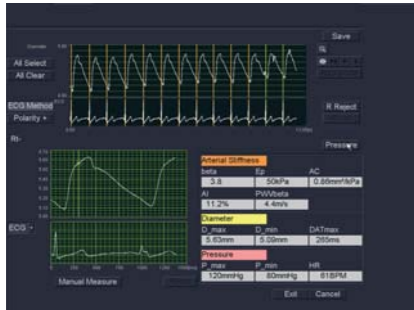 Save
Diameter
All Select
All Clear
ECG Method
R Reject
Polarity
Rt-
Pressure
Arterial Stiffness
beta Ep AC
3.8 50kPa 0.86mm²/kPa
AI PWVbeta
11.2% 4.4m/s
Diameter
D_max D_min DATmax
5.63mm 5.09mm 265ms
ECG
Pressure
P_max P_min HR
120mmHg 80mmHg 61BPM
Manual Measure
Exit Cancel